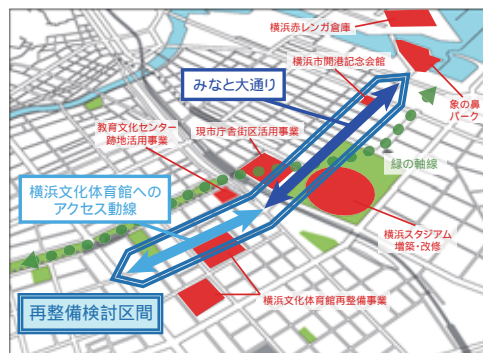 横浜赤レンガ倉庫
横浜市開港記念会館
みなと大通り
象の鼻
パーク
教育文化センター
跡地活用事業
現市庁舎街区活用事業
緑の軸線
横浜文化体育館への
アクセス動線
横浜スタジアム
増築・改修
横浜文化体育館再整備事業
再整備検討区間